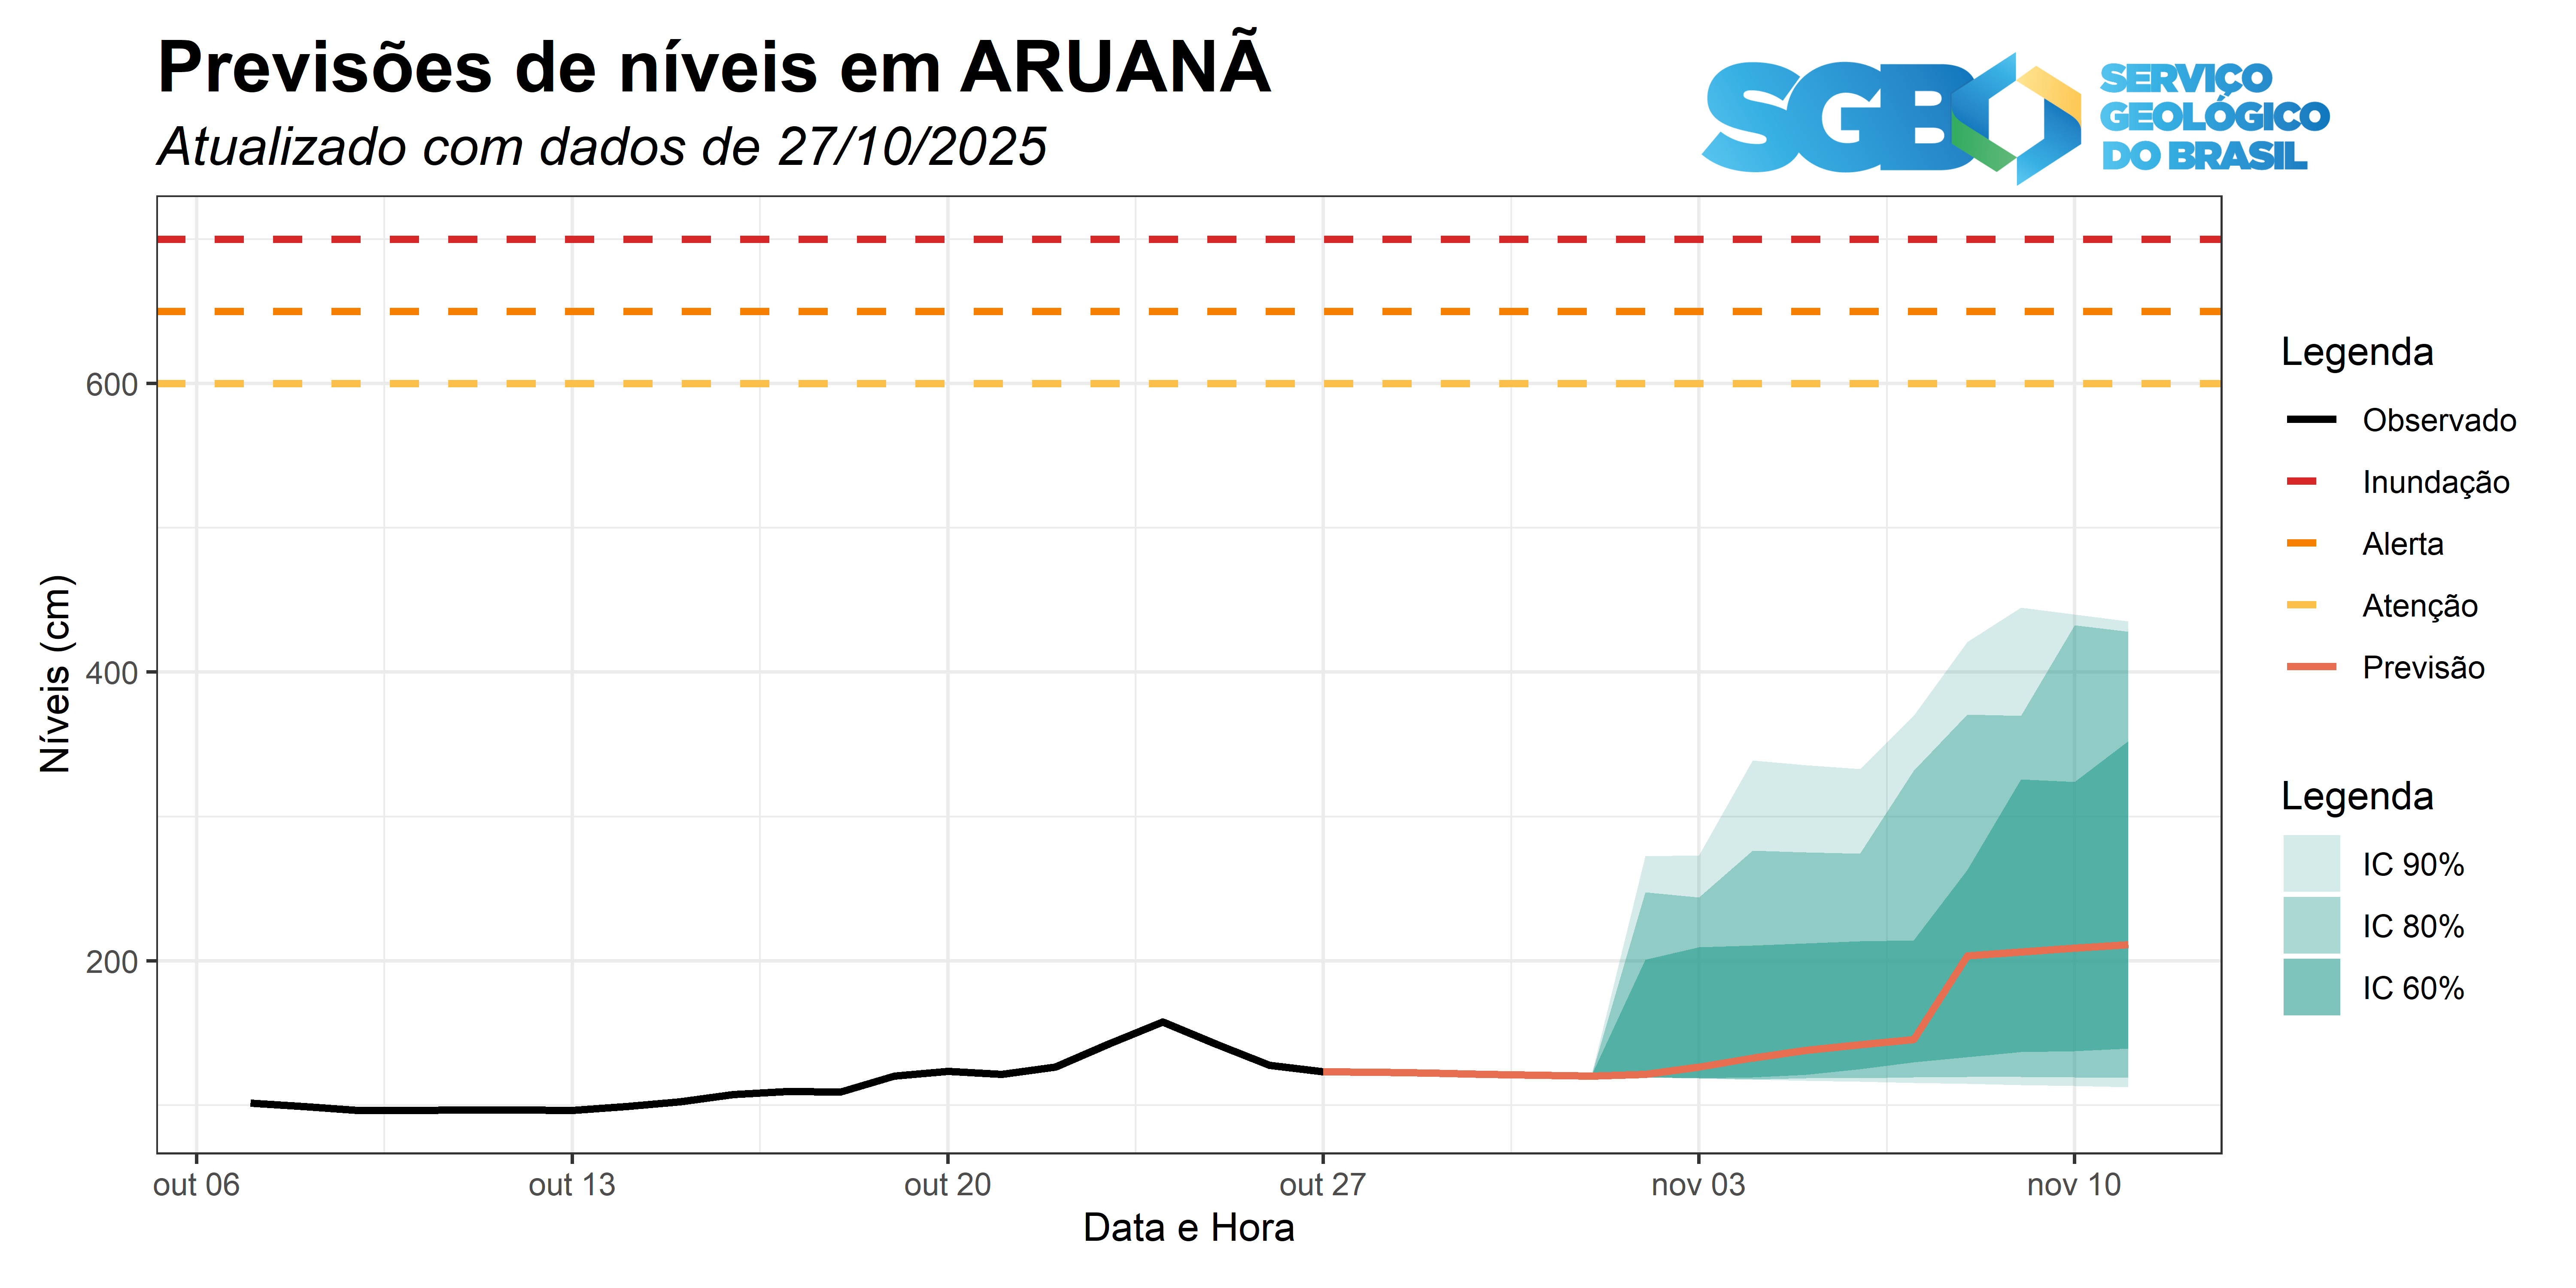 Previsões de níveis em ARUANÃ
Atualizado com dados de 27/10/2025
SGB
SERVIÇO
GEOLÓGICO
DO BRASIL
600
400
200
Níveis (cm)
out 06
out 13
out 20
out 27
nov 03
nov 10
Data e Hora
Legenda
Observado
Inundação
Alerta
Atenção
Previsão
Legenda
IC 90%
IC 80%
IC 60%